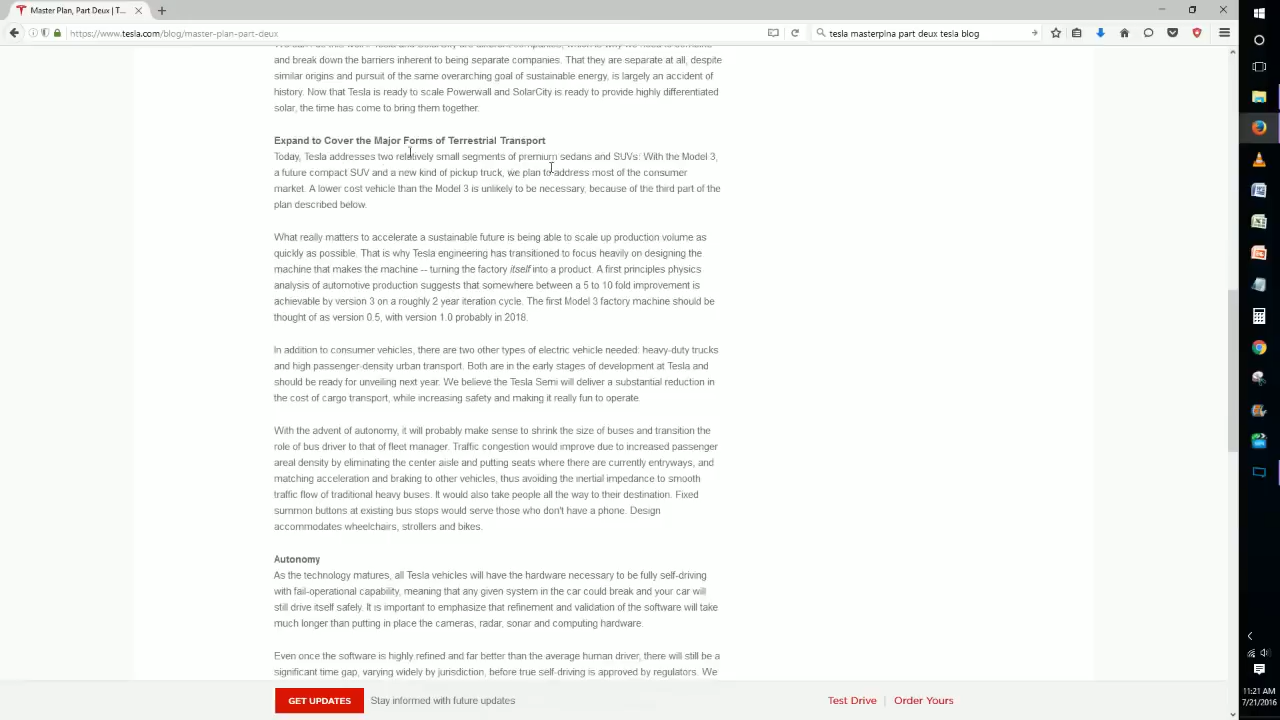 Master Plan, Part Deux | T...
https://www.tesla.com/blog/master-plan-part-deux
tesla masterplna part deux tesla blog
and break down the barriers inherent to being separate companies. That they are separate at all, despite
similar origins and pursuit of the same overarching goal of sustainable energy, is largely an accident of
history. Now that Tesla is ready to scale Powerwall and SolarCity is ready to provide highly differentiated
solar, the time has come to bring them together.
Expand to Cover the Major Forms of Terrestrial Transport
Today, Tesla addresses two relatively small segments of premium sedans and SUVs: With the Model 3,
a future compact SUV and a new kind of pickup truck, we plan to address most of the consumer
market. A lower cost vehicle than the Model 3 is unlikely to be necessary, because of the third part of the
plan described below.
What really matters to accelerate a sustainable future is being able to scale up production volume as
quickly as possible. That is why Tesla engineering has transitioned to focus heavily on designing the
machine that makes the machine -- turning the factory itself into a product. A first principles physics
analysis of automotive production suggests that somewhere between a 5 to 10 fold improvement is
achievable by version 3 on a roughly 2 year iteration cycle. The first Model 3 factory machine should be
thought of as version 0.5, with version 1.0 probably in 2018.
In addition to consumer vehicles, there are two other types of electric vehicle needed: heavy-duty trucks
and high passenger-density urban transport. Both are in the early stages of development at Tesla and
should be ready for unveiling next year. We believe the Tesla Semi will deliver a substantial reduction in
the cost of cargo transport, while increasing safety and making it really fun to operate.
With the advent of autonomy, it will probably make sense to shrink the size of buses and transition the
role of bus driver to that of fleet manager. Traffic congestion would improve due to increased passenger
areal density by eliminating the center aisle and putting seats where there are currently entryways, and
matching acceleration and braking to other vehicles, thus avoiding the inertial impedance to smooth
traffic flow of traditional heavy buses. It would also take people all the way to their destination. Fixed
summon buttons at existing bus stops would serve those who don't have a phone. Design
accommodates wheelchairs, strollers and bikes.
Autonomy
As the technology matures, all Tesla vehicles will have the hardware necessary to be fully self-driving
with fail-operational capability, meaning that any given system in the car could break and your car will
still drive itself safely. It is important to emphasize that refinement and validation of the software will take
much longer than putting in place the cameras, radar, sonar and computing hardware.
Even once the software is highly refined and far better than the average human driver, there will still be a
significant time gap, varying widely by jurisdiction, before true self-driving is approved by regulators. We
GET UPDATES
Stay informed with future updates
Test Drive | Order Yours
11:21 AM
7/21/2016